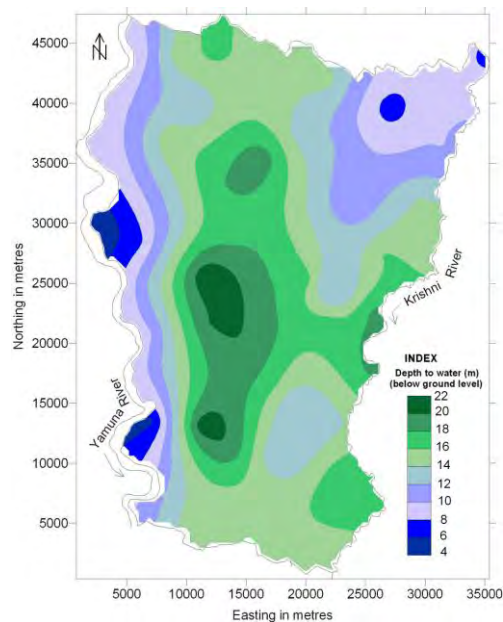 N
45000
40000
35000
30000
25000
20000
15000
10000
5000
Northing in metres
Yamuna River
Krishni River
INDEX
Depth to water (m)
(below ground level)
22
20
18
16
14
12
10
8
6
4
5000 10000 15000 20000 25000 30000 35000
Easting in metres